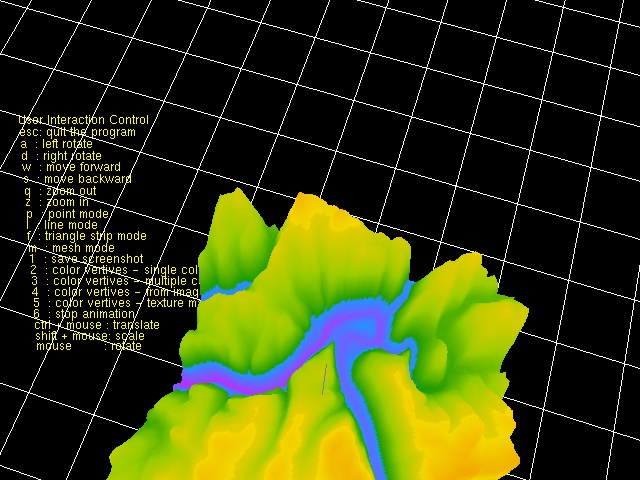 User Interaction Control
esc: quit the program
a : left rotate
d : right rotate
w : move forward
s : move backward
q : zoom out
z : zoom in
p : point mode
l : line mode
f : triangle strip mode
m - mesh mode
1 : save screenshot
2 : color vertives - single col
3 : color vertives - multiple c
4 : color vertives - from imag
5 : color vertives - texture m
6 : stop animation
ctrl + mouse : translate
shift + mouse: scale
mouse : rotate